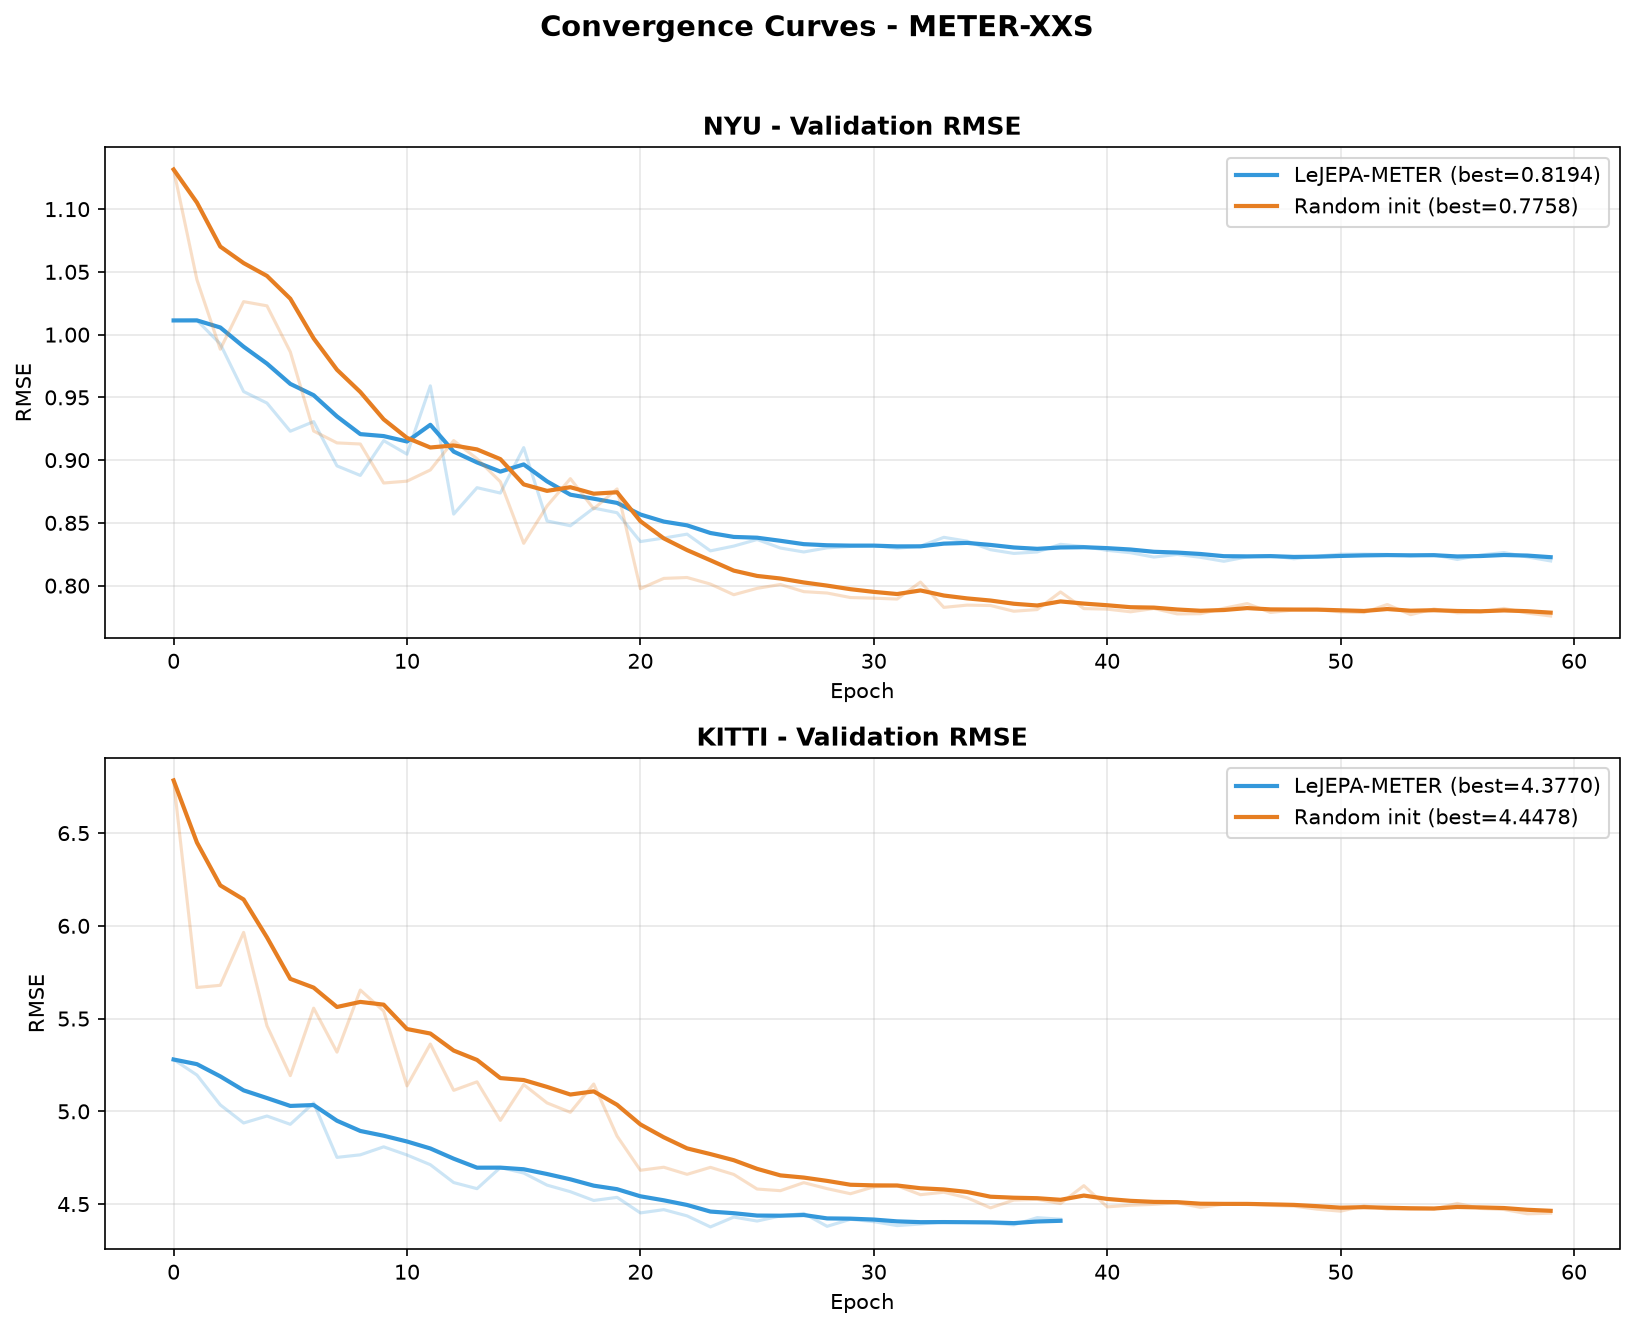 Convergence Curves - METER-XXS
NYU - Validation RMSE
LeJEPA-METER (best=0.8194)
Random init (best=0.7758)
1.10
1.05
1.00
0.95
0.90
0.85
0.80
RMSE
0 10 20 30 40 50 60
Epoch
KITTI - Validation RMSE
LeJEPA-METER (best=4.3770)
Random init (best=4.4478)
6.5
6.0
5.5
5.0
4.5
RMSE
0 10 20 30 40 50 60
Epoch